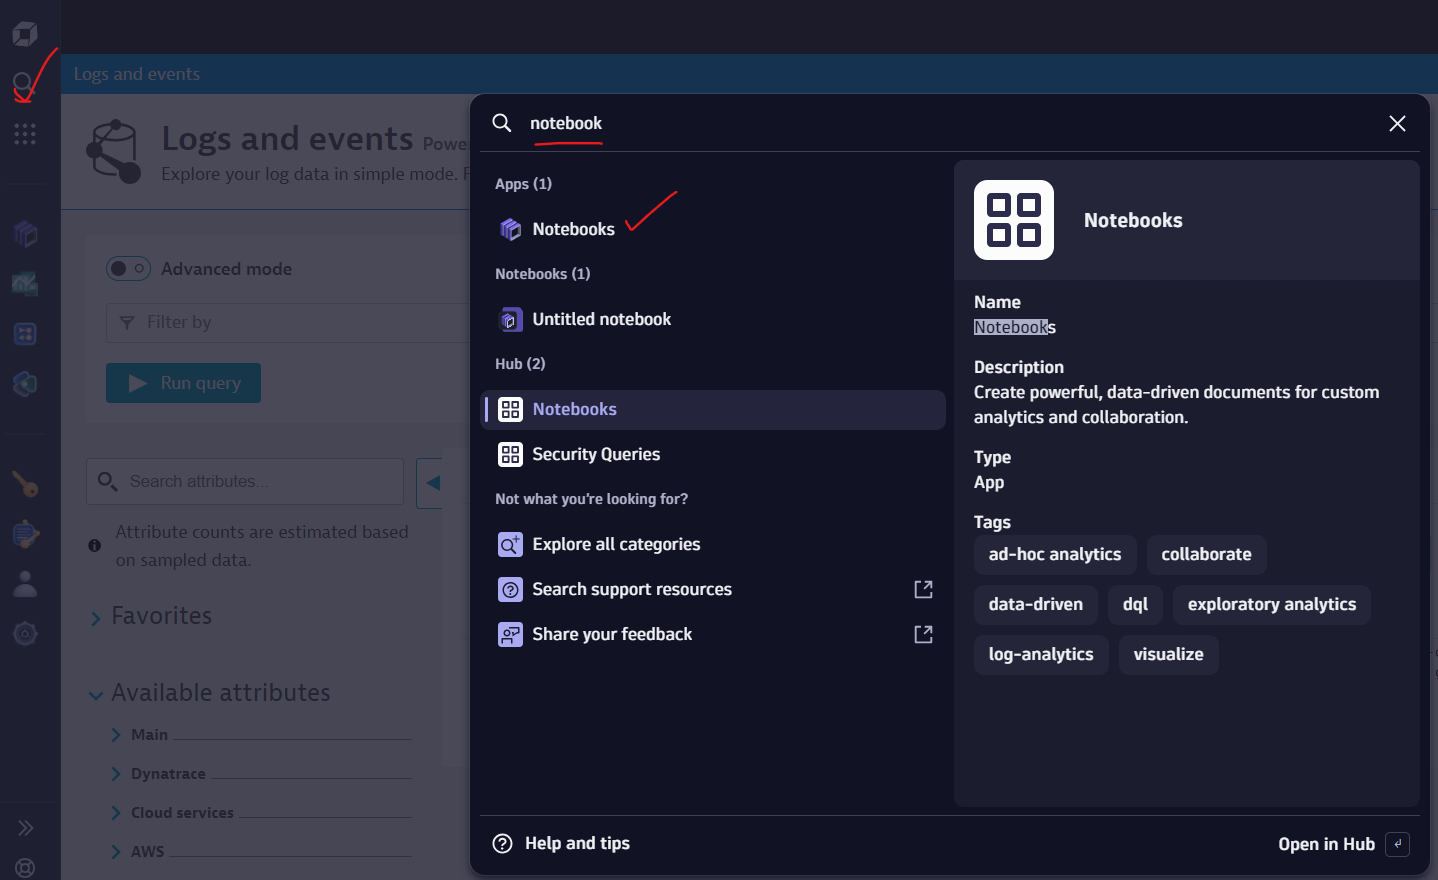 Logs and events
Logs and events Powe
Explore your log data in simple mode. F
Advanced mode
Filter by
Run query
Search attributes...
Attribute counts are estimated based
on sampled data.
Favorites
Available attributes
Main
Dynatrace
Cloud services
AWS
notebook
Apps (1)
Notebooks
Notebooks (1)
Untitled notebook
Hub (2)
Notebooks
Security Queries
Not what you're looking for?
Explore all categories
Search support resources
Share your feedback
Notebooks
Name
Notebooks
Description
Create powerful, data-driven documents for custom
analytics and collaboration.
Type
App
Tags
ad-hoc analytics collaborate
data-driven dql exploratory analytics
log-analytics visualize
Help and tips
Open in Hub